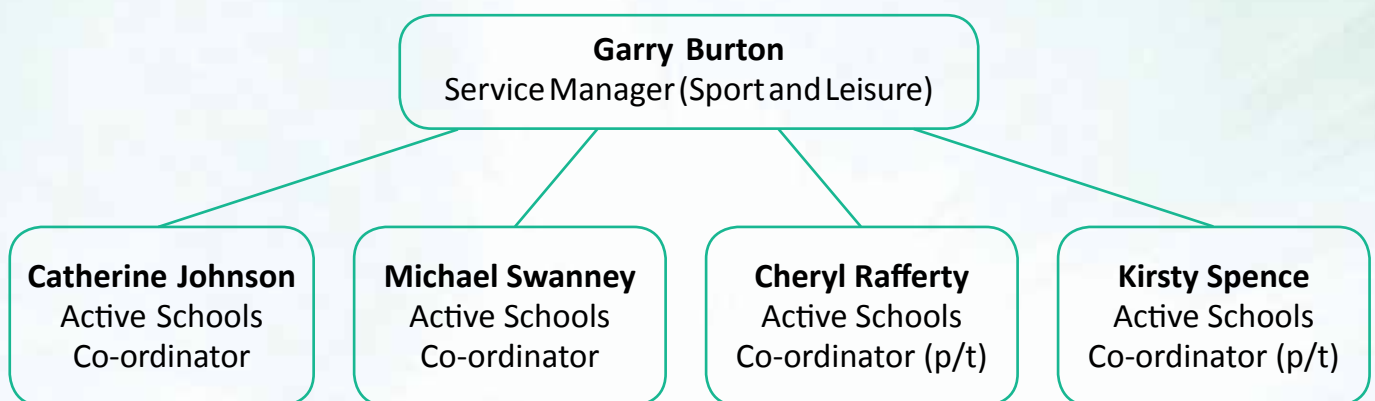 Garry Burton
Service Manager (Sport and Leisure)
Catherine Johnson
Active Schools
Co-ordinator
Michael Swanney
Active Schools
Co-ordinator
Cheryl Rafferty
Active Schools
Co-ordinator (p/t)
Kirsty Spence
Active Schools
Co-ordinator (p/t)